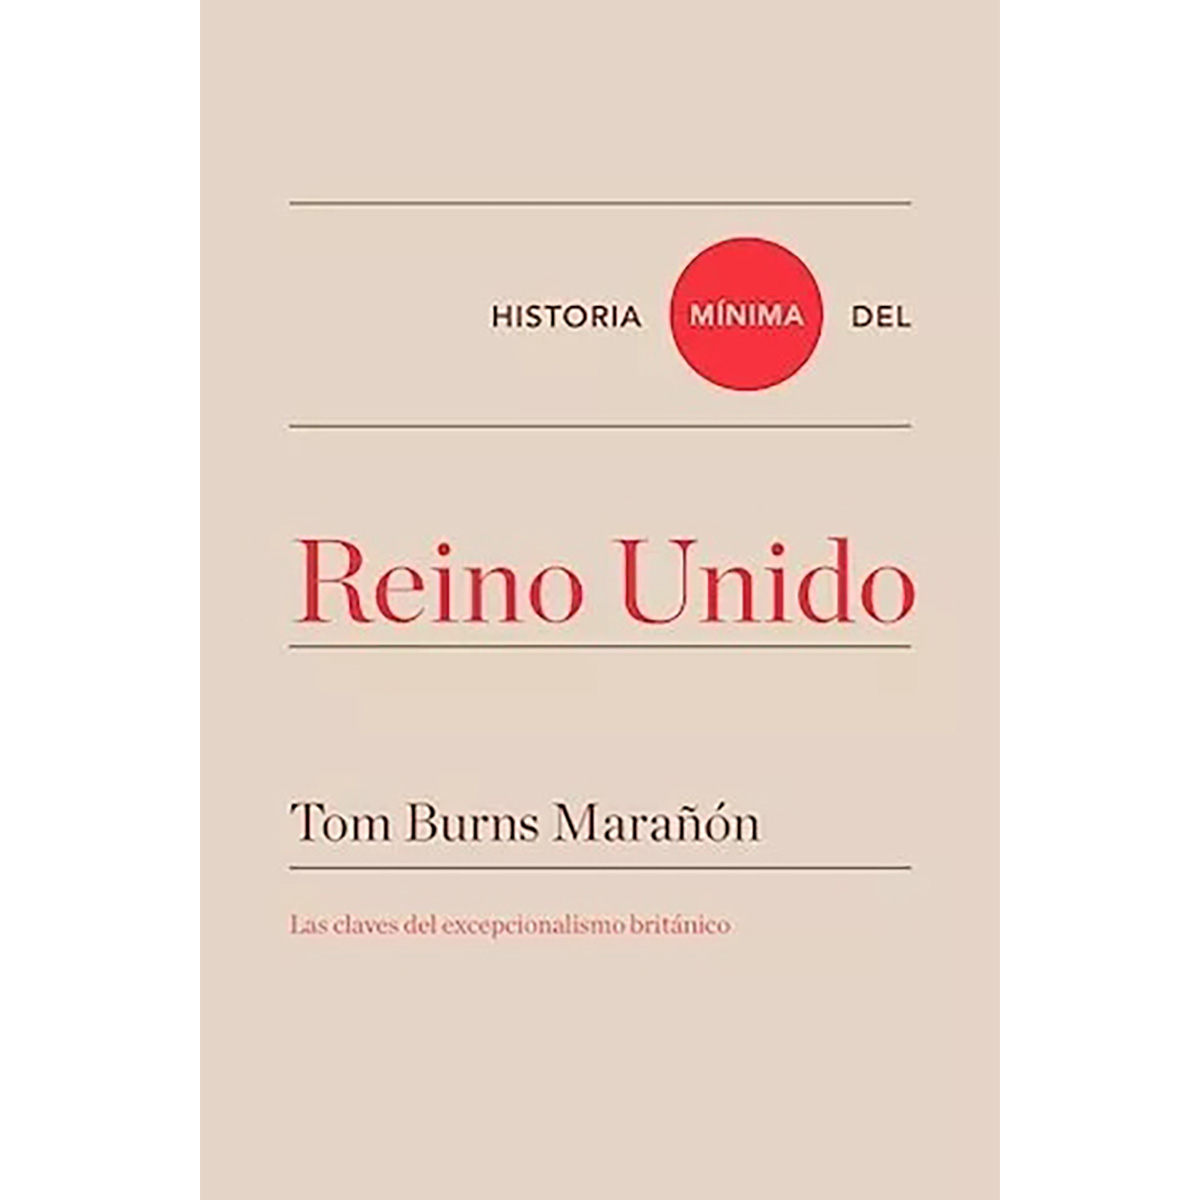 HISTORIA MÍNIMA DEL
Reino Unido
Tom Burns Marañón
Las claves del excepcionalismo británico